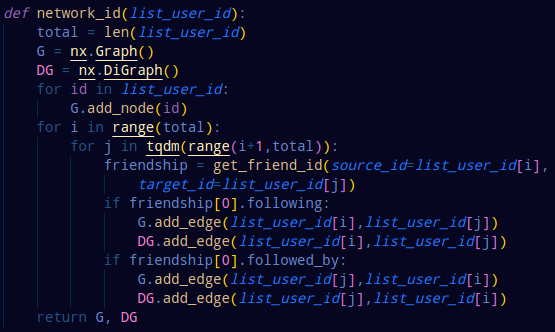 def network_id(list_user_id):
    total = len(list_user_id)
    G = nx.Graph()
    DG = nx.DiGraph()
    for id in list_user_id:
        G.add_node(id)
    for i in range(total):
        for j in tqdm(range(i+1,total)):
            friendship = get_friend_id(source_id=list_user_id[i],
                target_id=list_user_id[j])
            if friendship[0].following:
                G.add_edge(list_user_id[i],list_user_id[j])
                DG.add_edge(list_user_id[i],list_user_id[j])
            if friendship[0].followed_by:
                G.add_edge(list_user_id[j],list_user_id[i])
                DG.add_edge(list_user_id[j],list_user_id[i])
    return G, DG